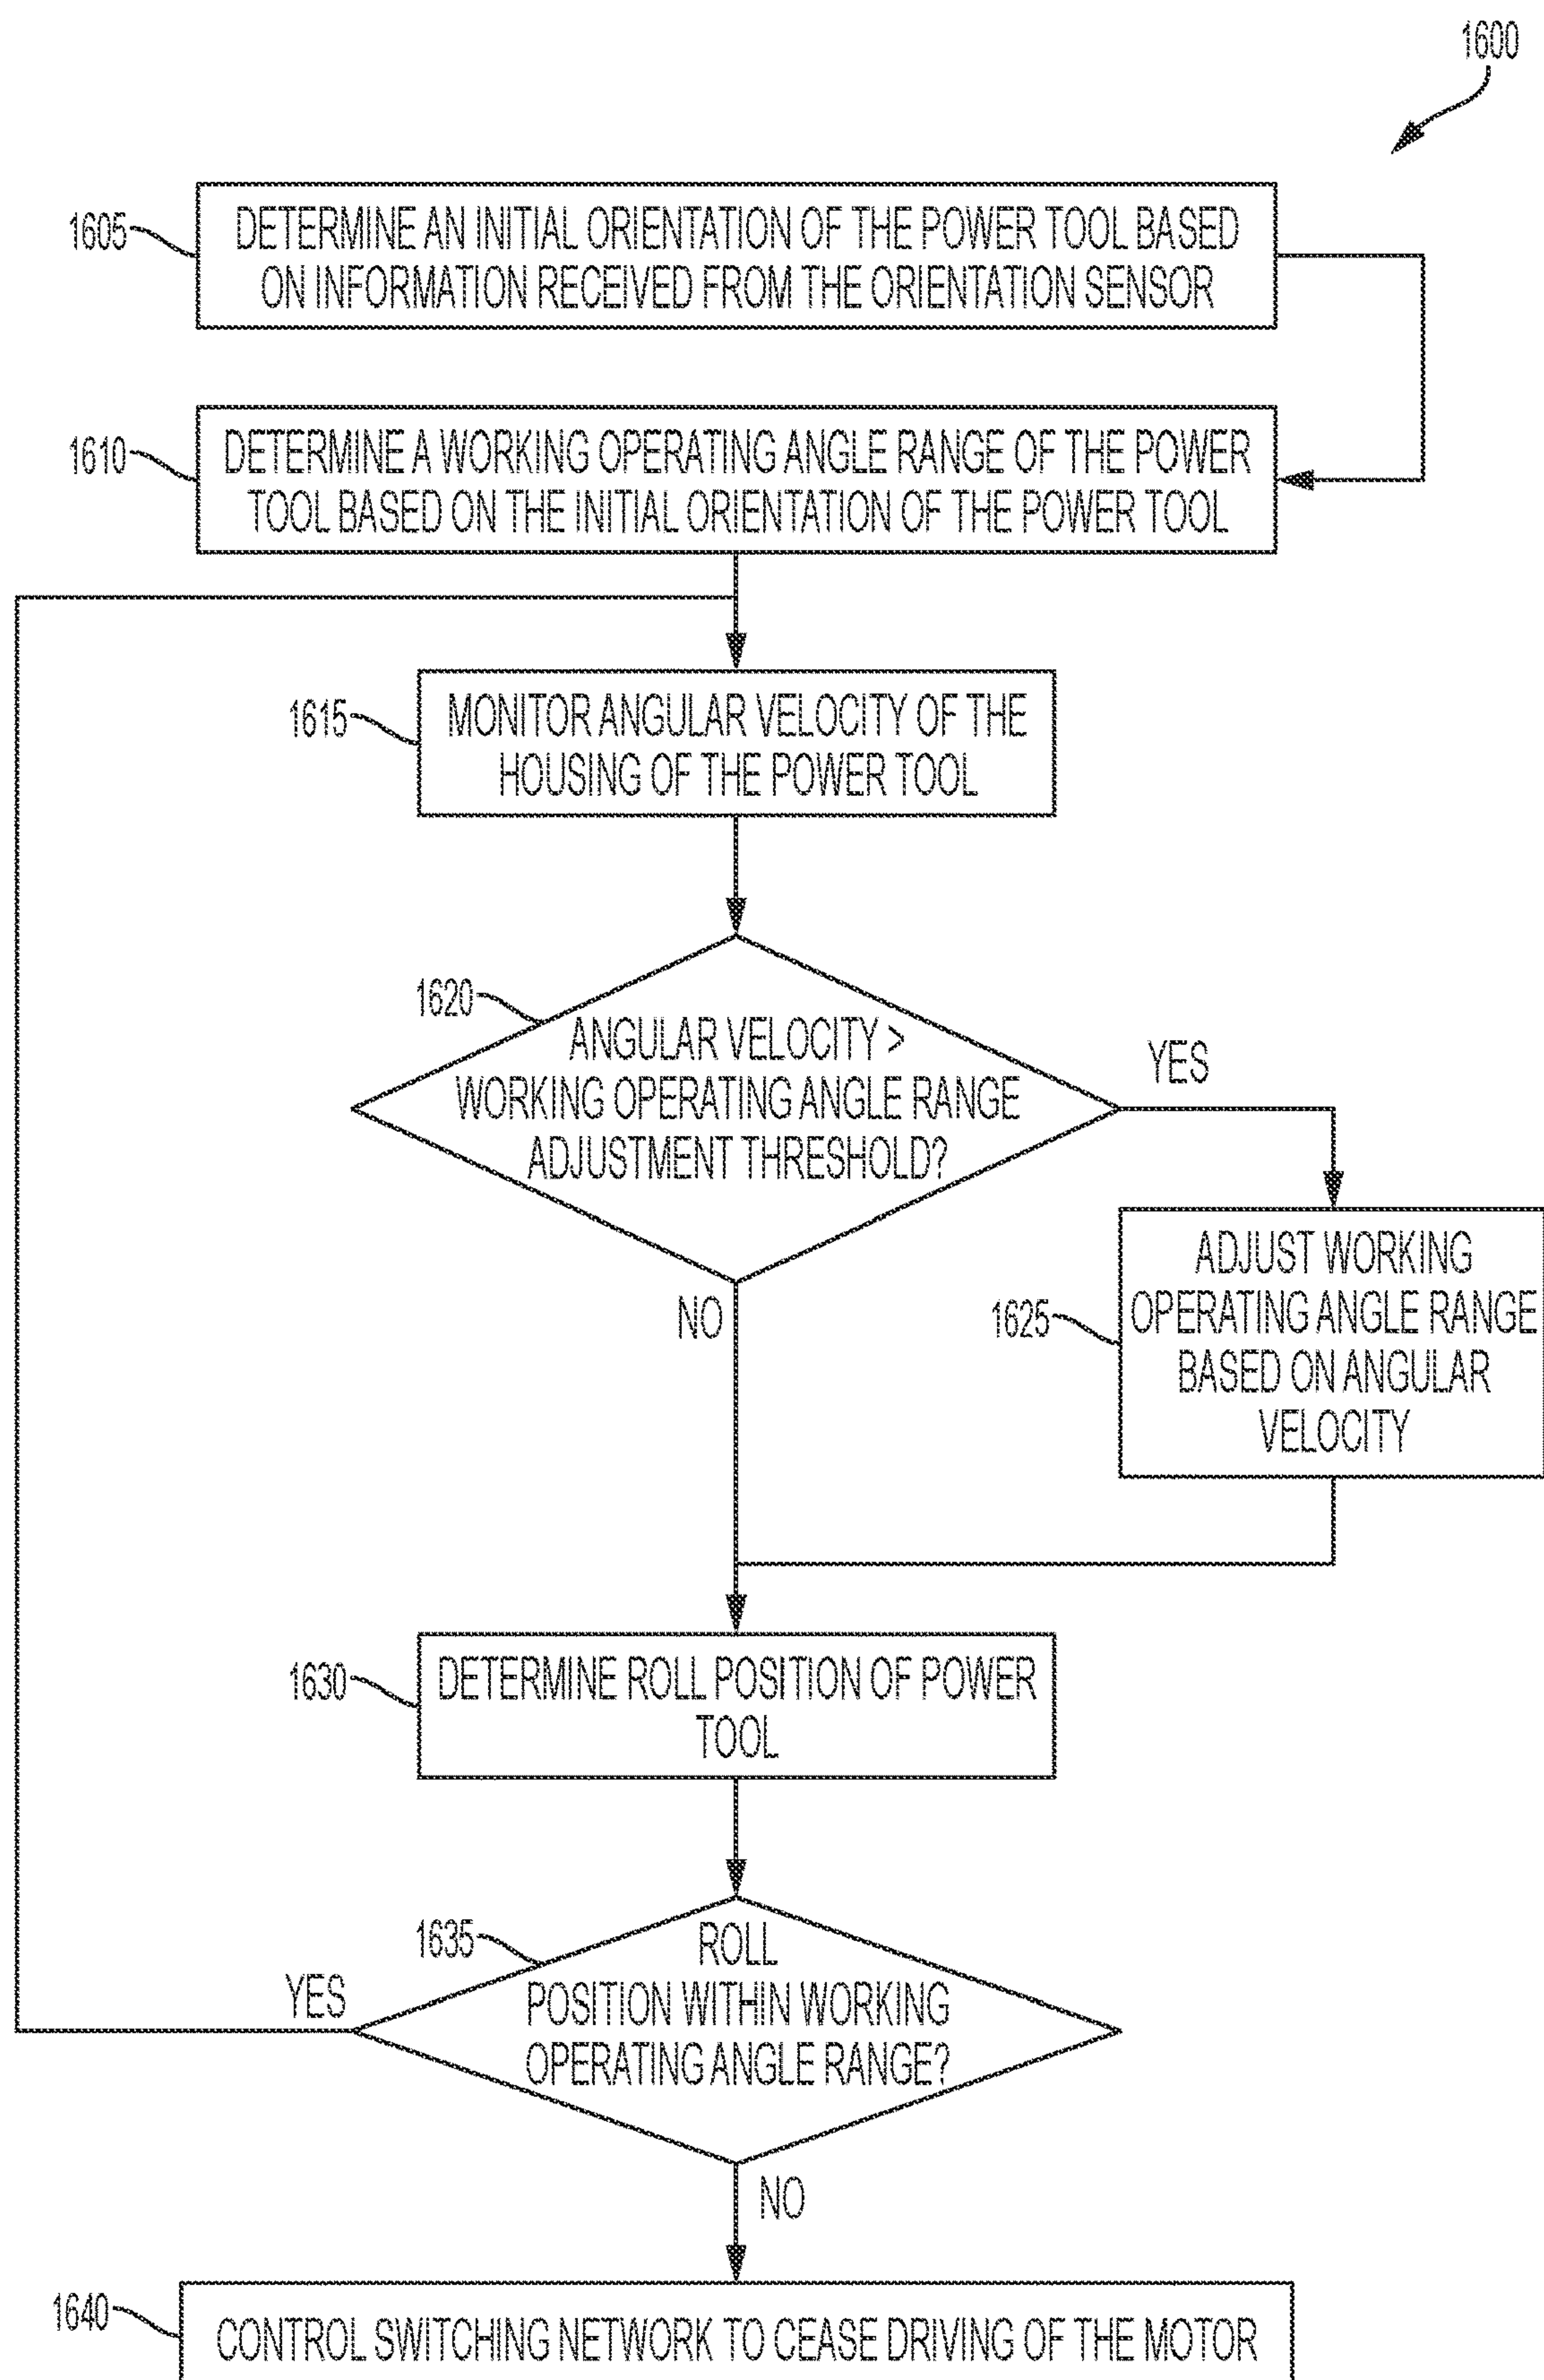 1600
1605
DETERMINE AN INITIAL ORIENTATION OF THE POWER TOOL BASED
ON INFORMATION RECEIVED FROM THE ORIENTATION SENSOR
1610
DETERMINE A WORKING OPERATING ANGLE RANGE OF THE POWER
TOOL BASED ON THE INITIAL ORIENTATION OF THE POWER TOOL
1615
MONITOR ANGULAR VELOCITY OF THE
HOUSING OF THE POWER TOOL
1620
ANGULAR VELOCITY >
WORKING OPERATING ANGLE RANGE
ADJUSTMENT THRESHOLD?
YES
NO
1625
ADJUST WORKING
OPERATING ANGLE RANGE
BASED ON ANGULAR
VELOCITY
1630
DETERMINE ROLL POSITION OF POWER
TOOL
1635
ROLL
POSITION WITHIN WORKING
OPERATING ANGLE RANGE?
YES
NO
1640
CONTROL SWITCHING NETWORK TO CEASE DRIVING OF THE MOTOR